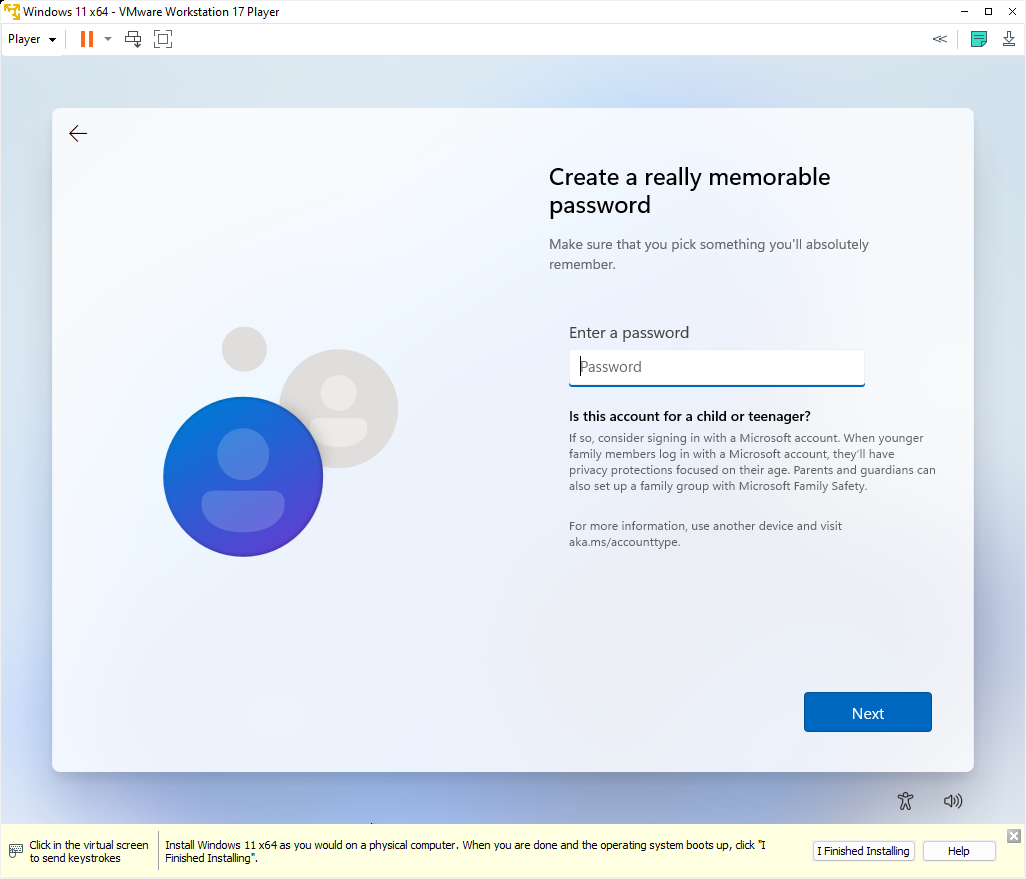 Windows 11 x64 - VMware Workstation 17 Player
Player
Create a really memorable
password
Make sure that you pick something you'll absolutely
remember.
Enter a password
Password
Is this account for a child or teenager?
If so, consider signing in with a Microsoft account. When younger
family members log in with a Microsoft account, they'll have
privacy protections focused on their age. Parents and guardians can
also set up a family group with Microsoft Family Safety.
For more information, use another device and visit
aka.ms/accounttype.
Next
Click in the virtual screen
to send keystrokes
Install Windows 11 x64 as you would on a physical computer. When you are done and the operating system boots up, click "I
Finished Installing".
I Finished Installing
Help